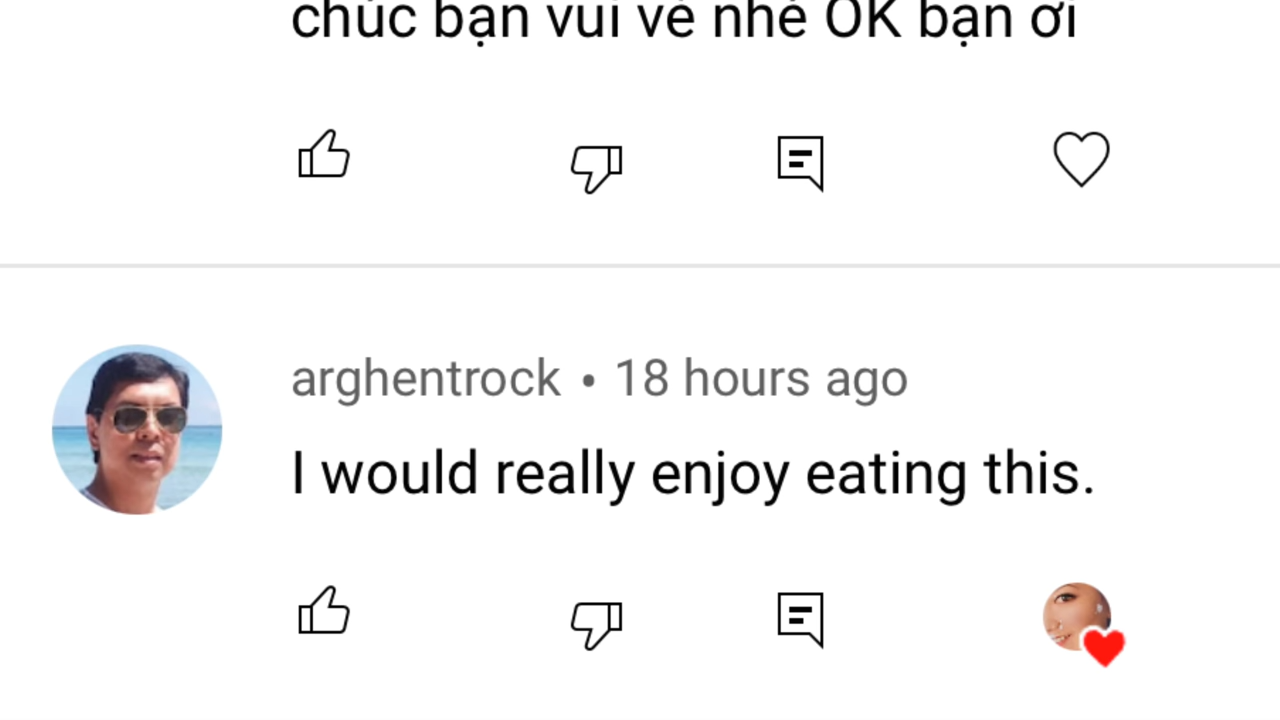 chúc bạn vui vẻ nhé OK bạn ơi
arghentrock • 18 hours ago
I would really enjoy eating this.